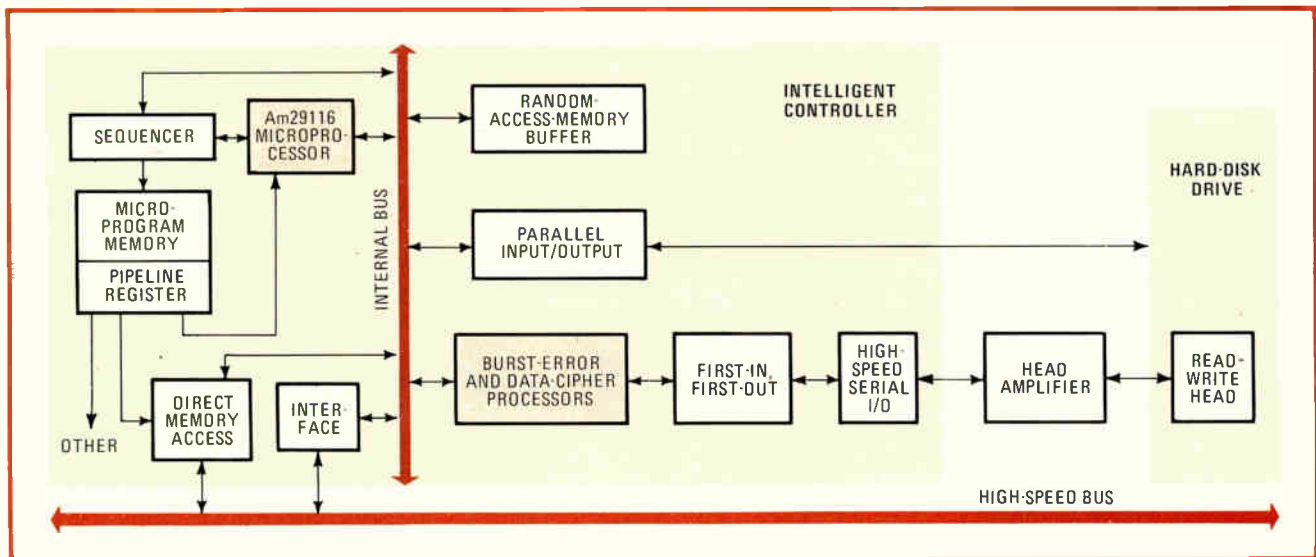 SEQUENCER
Am29116
MICROPRO-
CESSOR
MICRO-
PROGRAM
MEMORY
PIPELINE
REGISTER
OTHER
DIRECT
MEMORY
ACCESS
INTER-
FACE
INTERNAL BUS
RANDOM-
ACCESS-MEMORY
BUFFER
INTELLIGENT
CONTROLLER
PARALLEL
INPUT/OUTPUT
HARD-DISK
DRIVE
BURST-ERROR
AND DATA-CIPHER
PROCESSORS
FIRST-IN,
FIRST-OUT
HIGH-
SPEED
SERIAL
I/O
HEAD
AMPLIFIER
READ-
WRITE
HEAD
HIGH-SPEED BUS